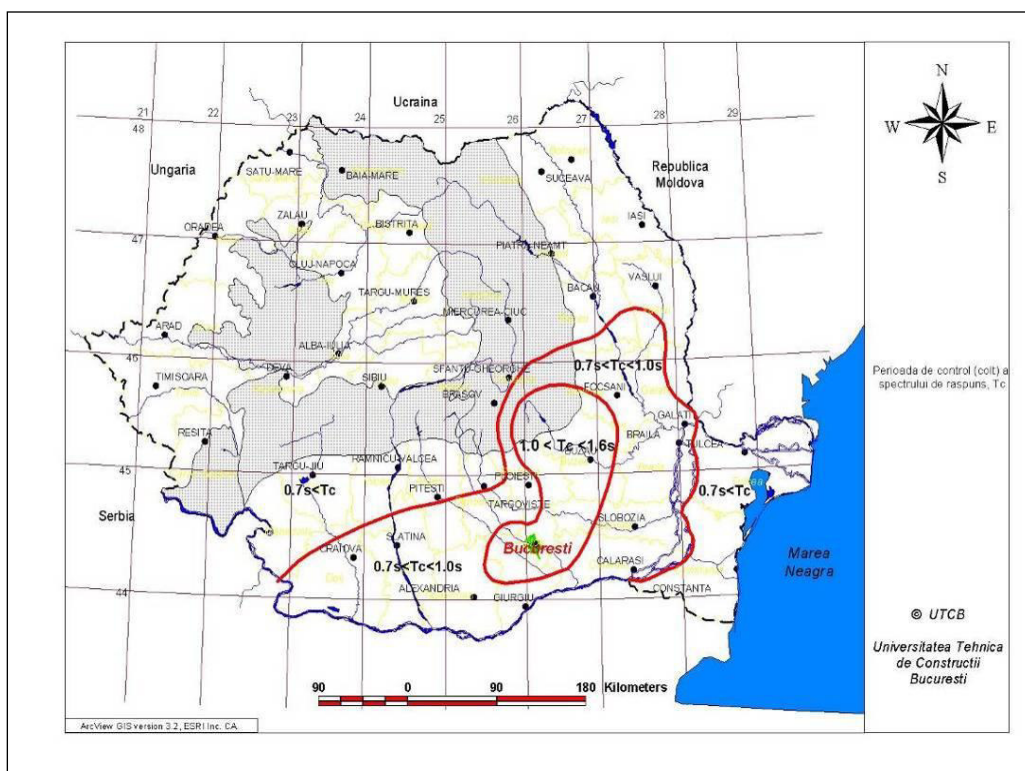 21
22
23
24
25
26
27
28
29
48
47
46
45
44
46
45
44
Ucraina
Ungaria
Republica
Moldova
Serbia
SATU-MARE
BAIA-MARE
SUCEAVA
ZALAU
BISTRITA
IASI
ORADEA
PIATRA-NEAMT
CLUJ-NAPOCA
TARGU-MURES
BACAU
VASLUI
MIERCUREA-CIUC
ARAD
ALBA-IULIA
DEVA
SIBIU
SFANTU-GHEORGHE
0.7s<Tc<1.0s
TIMISOARA
BRASOV
FOCSANI
GALATI
RESITA
1.0 < Tc <1.6s
BRAILA
TULCEA
BUZAU
TARGU-JIU
RAMNICU-VALCEA
PLOIESTI
0.7s<Tc
PITESTI
TARGOVISTE
0.7s<Tc
SLOBOZIA
CRAIOVA
SLATINA
Bucuresti
0.7s<Tc<1.0s
CALARASI
ALEXANDRIA
GIURGIU
CONSTANTA
Marea
Neagra
90 0 90 180 Kilometers
ArcView GIS version 3.2, ESRI Inc. CA.
N
W E
S
Perioada de control (colt) a
spectrului de raspuns, Tc
© UTCB
Universitatea Tehnica
de Constructii
Bucuresti